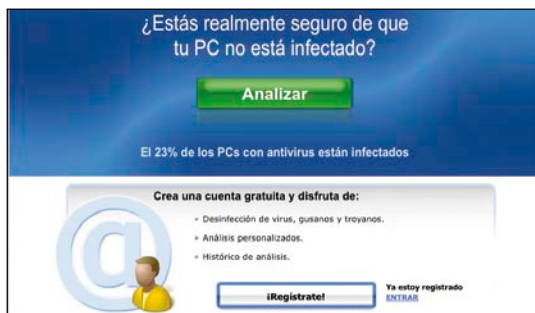 ¿Estás realmente seguro de que
tu PC no está infectado?
Analizar
El 23% de los PCs con antivirus están infectados
Crea una cuenta gratuita y disfruta de:
• Desinfección de virus, gusanos y troyanos.
• Análisis personalizados.
• Histórico de análisis.
¡Regístrate!
Ya estoy registrado
ENTRAR